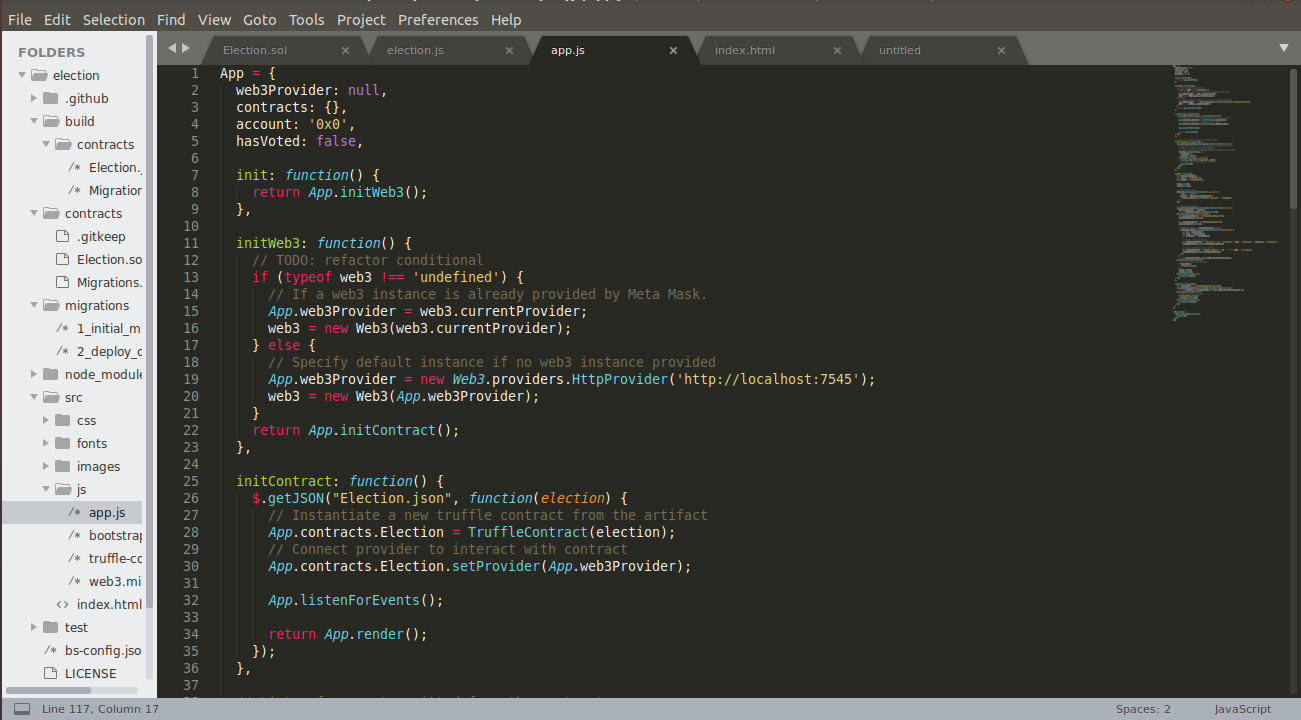 File Edit Selection Find View Goto Tools Project Preferences Help
FOLDERS
election
.github
build
contracts
Election.
Migration
contracts
.gitkeep
Election.so
Migrations.
migrations
1_initial_m
2_deploy_c
node_module
src
css
fonts
images
js
app.js
bootstrap
truffle-co
web3.mi
index.html
test
bs-config.jso
LICENSE
Election.sol election.js app.js index.html untitled
1 App = {
2 web3Provider: null,
3 contracts: {},
4 account: '0x0',
5 hasVoted: false,
6
7 init: function() {
8 return App.initWeb3();
9 },
10
11 initWeb3: function() {
12 // TODO: refactor conditional
13 if (typeof web3 !== 'undefined') {
14 // If a web3 instance is already provided by Meta Mask.
15 App.web3Provider = web3.currentProvider;
16 web3 = new Web3(web3.currentProvider);
17 } else {
18 // Specify default instance if no web3 instance provided
19 App.web3Provider = new Web3.providers.HttpProvider('http://localhost:7545');
20 web3 = new Web3(App.web3Provider);
21 }
22 return App.initContract();
23 },
24
25 initContract: function() {
26 $.getJSON("Election.json", function(election) {
27 // Instantiate a new truffle contract from the artifact
28 App.contracts.Election = TruffleContract(election);
29 // Connect provider to interact with contract
30 App.contracts.Election.setProvider(App.web3Provider);
31
32 App.listenForEvents();
33
34 return App.render();
35 });
36 },
37
Line 117, Column 17 Spaces: 2 JavaScript